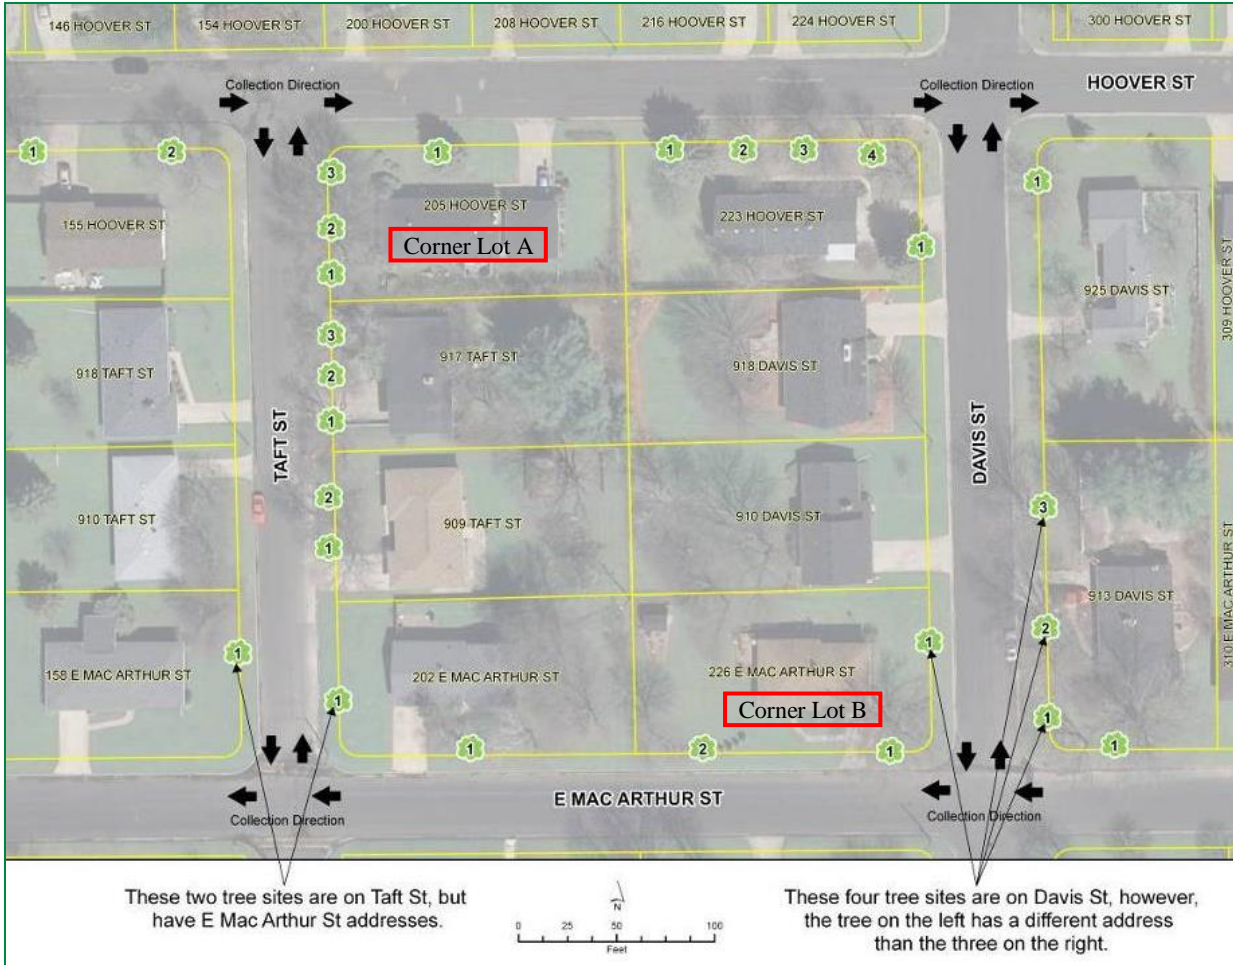 146 HOOVER ST
154 HOOVER ST
200 HOOVER ST
208 HOOVER ST
216 HOOVER ST
224 HOOVER ST
300 HOOVER ST
Collection Direction
Collection Direction
HOOVER ST
1
2
3
1
1
2
3
4
1
155 HOOVER ST
205 HOOVER ST
Corner Lot A
2
1
223 HOOVER ST
1
925 DAVIS ST
309 HOOVER ST
918 TAFT ST
TAFT ST
3
2
1
917 TAFT ST
918 DAVIS ST
DAVIS ST
910 TAFT ST
2
1
909 TAFT ST
910 DAVIS ST
3
913 DAVIS ST
310 E MAC ARTHUR ST
158 E MAC ARTHUR ST
1
1
202 E MAC ARTHUR ST
226 E MAC ARTHUR ST
Corner Lot B
1
2
1
1
2
1
1
E MAC ARTHUR ST
Collection Direction
Collection Direction
These two tree sites are on Taft St, but
have E Mac Arthur St addresses.
N
0 25 50 100
Feet
These four tree sites are on Davis St, however,
the tree on the left has a different address
than the three on the right.